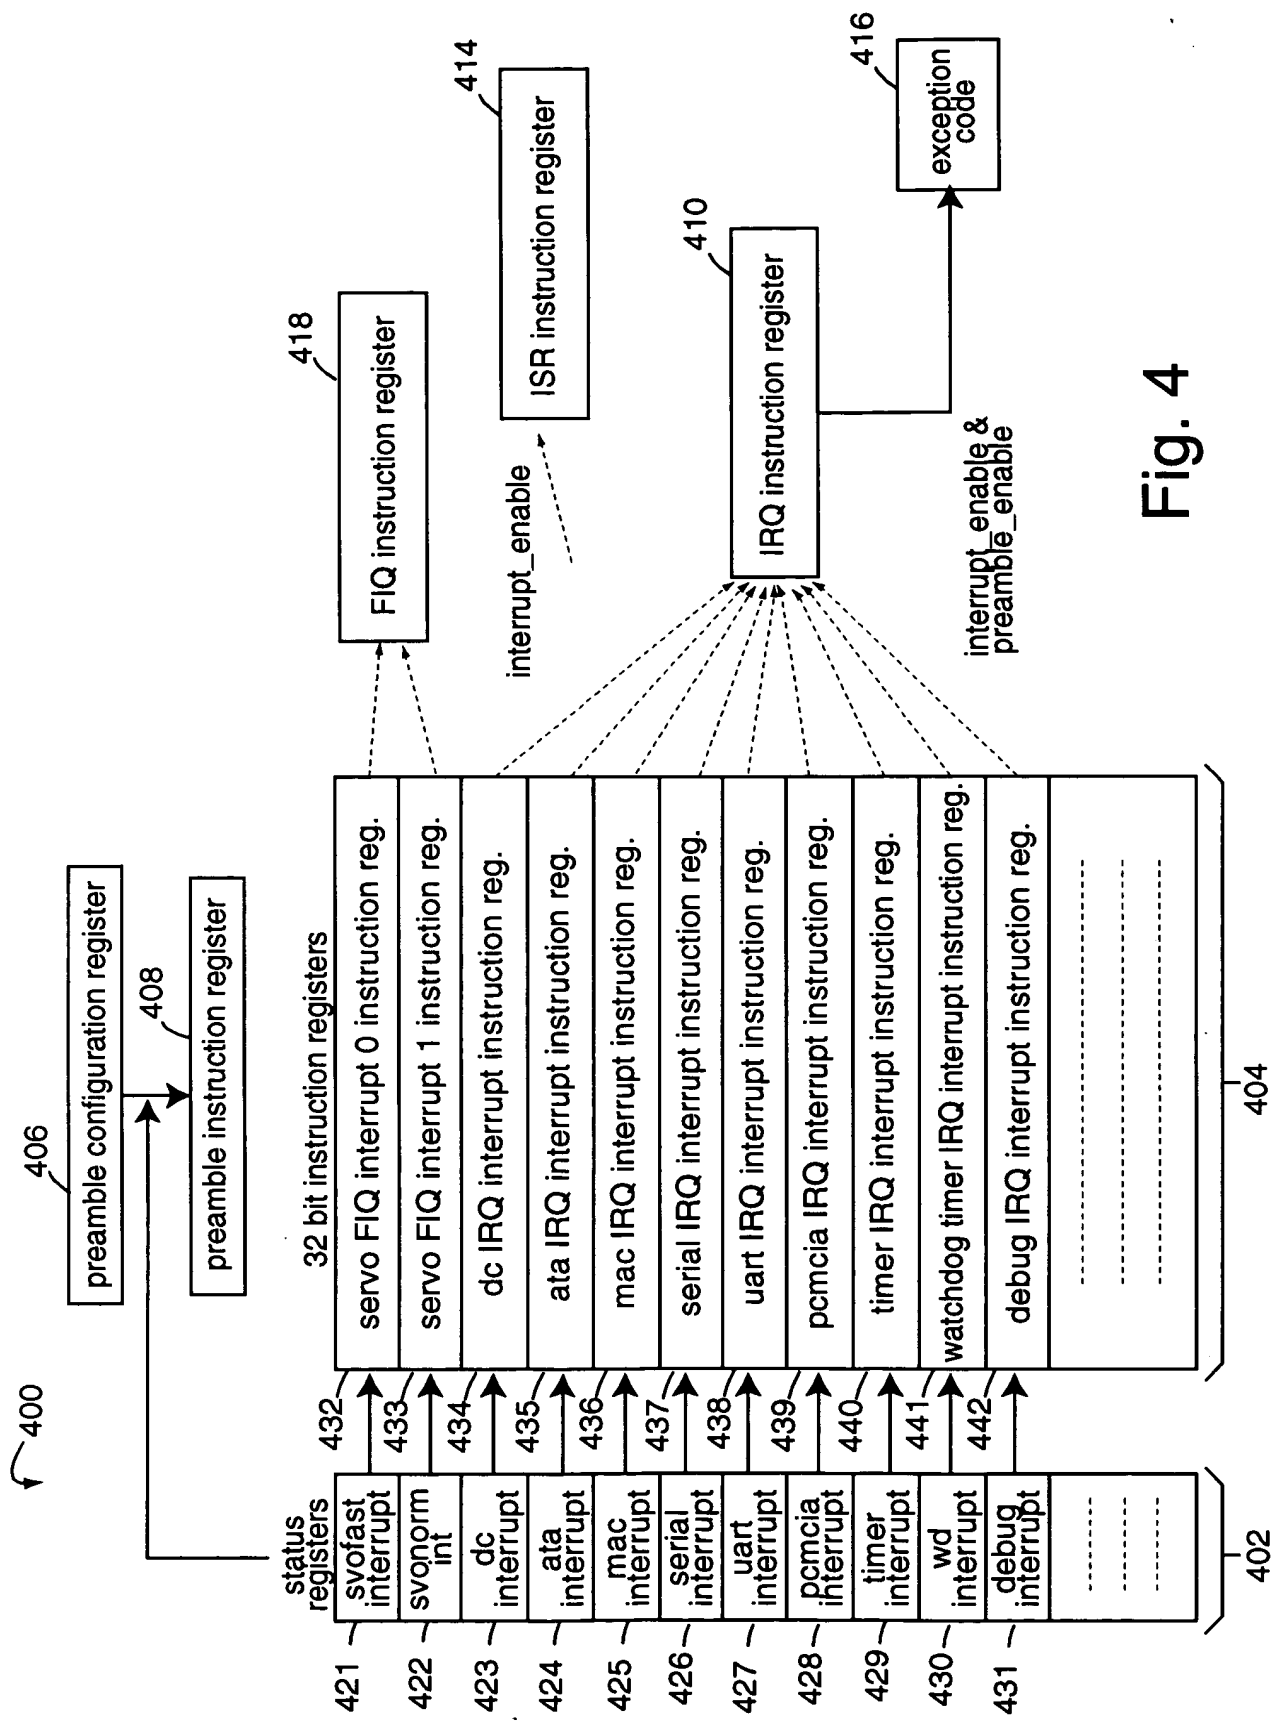 400
406
preamble configuration register
408
preamble instruction register
status
registers
32 bit instruction registers
421
svofast
interrupt
432
servo FIQ interrupt 0 instruction reg.
422
svonorm
int
433
servo FIQ interrupt 1 instruction reg.
423
dc
interrupt
434
dc IRQ interrupt instruction reg.
424
ata
interrupt
435
ata IRQ interrupt instruction reg.
425
mac
interrupt
436
mac IRQ interrupt instruction reg.
426
serial
interrupt
437
serial IRQ interrupt instruction reg.
427
uart
interrupt
438
uart IRQ interrupt instruction reg.
428
pcmcia
interrupt
439
pcmcia IRQ interrupt instruction reg.
429
timer
interrupt
440
timer IRQ interrupt instruction reg.
430
wd
interrupt
441
watchdog timer IRQ interrupt instruction reg.
431
debug
interrupt
442
debug IRQ interrupt instruction reg.
402
404
418
FIQ instruction register
interrupt_enable
414
ISR instruction register
410
IRQ instruction register
interrupt_enable &
preamble_enable
416
exception
code
Fig. 4